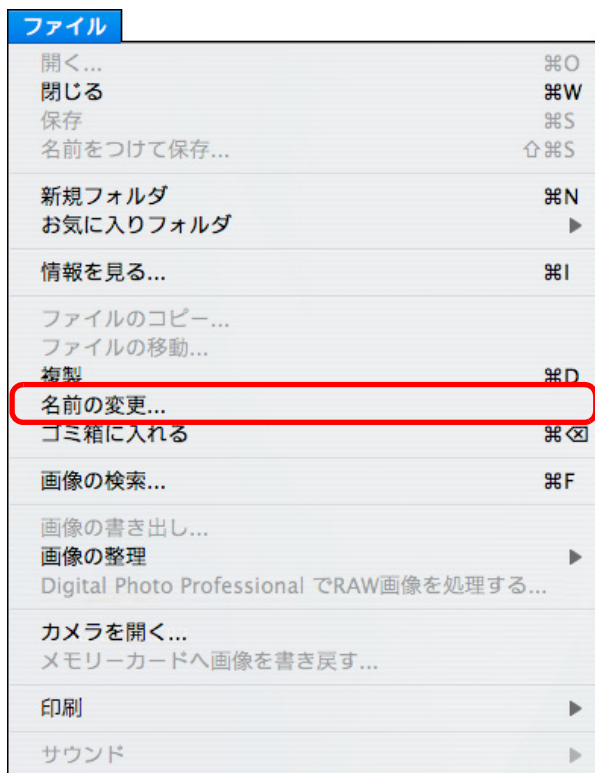 ファイル
開く... ⌘O
閉じる ⌘W
保存 ⌘S
名前をつけて保存... ⇧⌘S
新規フォルダ ⌘N
お気に入りフォルダ ▶
情報を見る... ⌘I
ファイルのコピー...
ファイルの移動...
複製 ⌘D
名前の変更...
ゴミ箱に入れる ⌘⌫
画像の検索... ⌘F
画像の書き出し...
画像の整理 ▶
Digital Photo Professional でRAW画像を処理する...
カメラを開く...
メモリーカードへ画像を書き戻す...
印刷 ▶
サウンド ▶